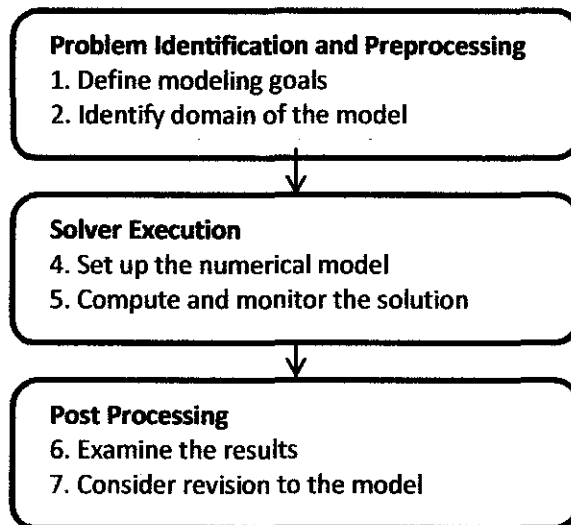 Problem Identification and Preprocessing
1. Define modeling goals
2. Identify domain of the model
Solver Execution
4. Set up the numerical model
5. Compute and monitor the solution
Post Processing
6. Examine the results
7. Consider revision to the model